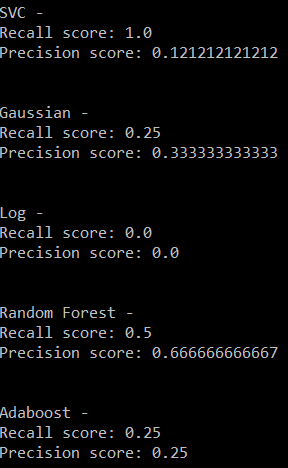 SVC -
Recall score: 1.0
Precision score: 0.121212121212
Gaussian -
Recall score: 0.25
Precision score: 0.333333333333
Log -
Recall score: 0.0
Precision score: 0.0
Random Forest -
Recall score: 0.5
Precision score: 0.666666666667
Adaboost -
Recall score: 0.25
Precision score: 0.25